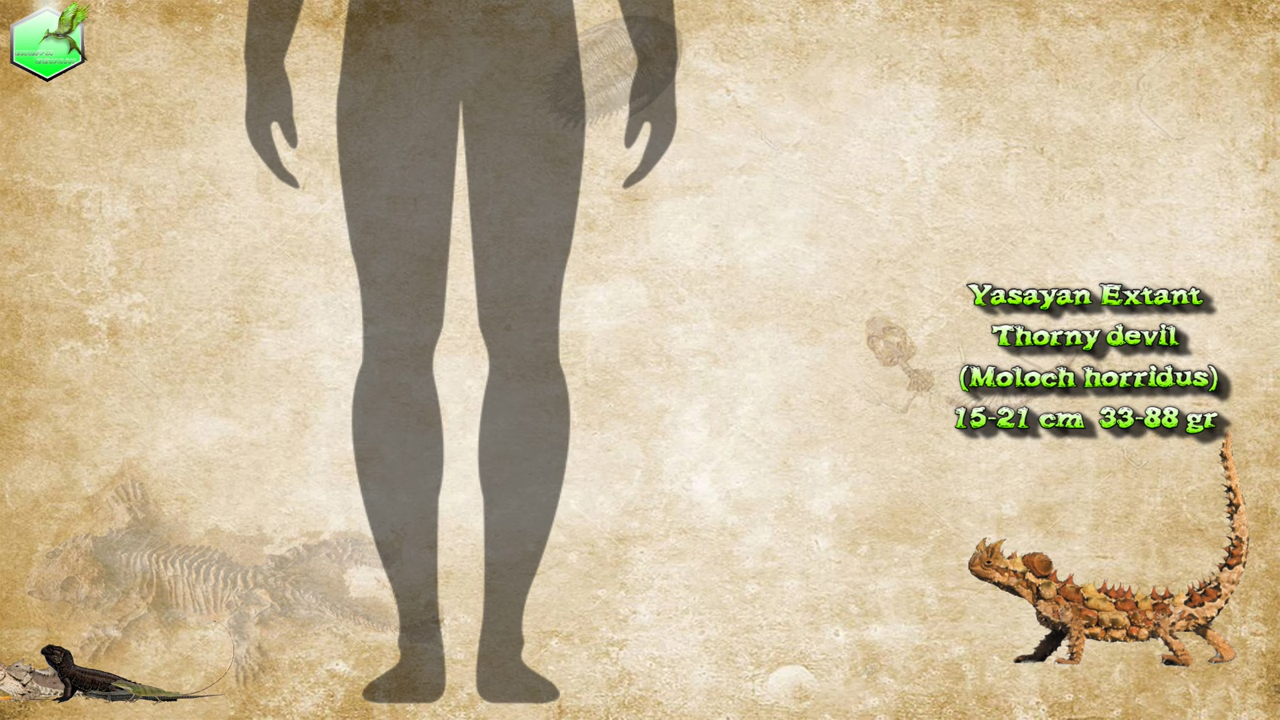 Yasayan Extant
Thorny devil
(Moloch horridus)
15-21 cm 33-88 gr